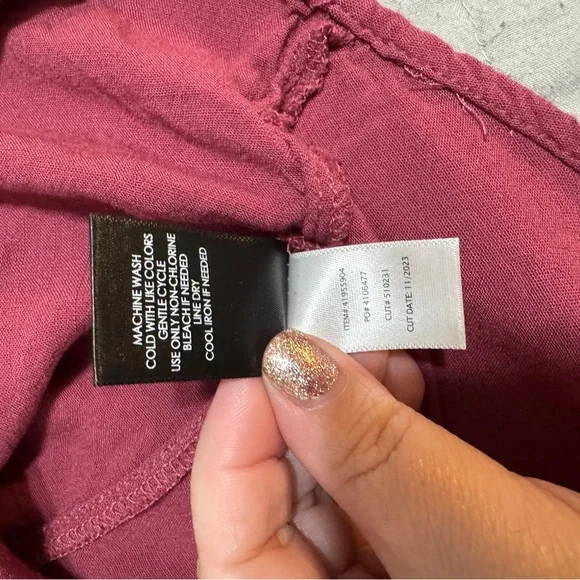 MACHINE WASH
COLD WITH LIKE COLORS
GENTLE CYCLE
USE ONLY NON-CHLORINE
BLEACH IF NEEDED
LINE DRY
COOL IRON IF NEEDED
ITEM# 41955904
PO# 4106477
CUT# 510231
CUT DATE: 11/2023